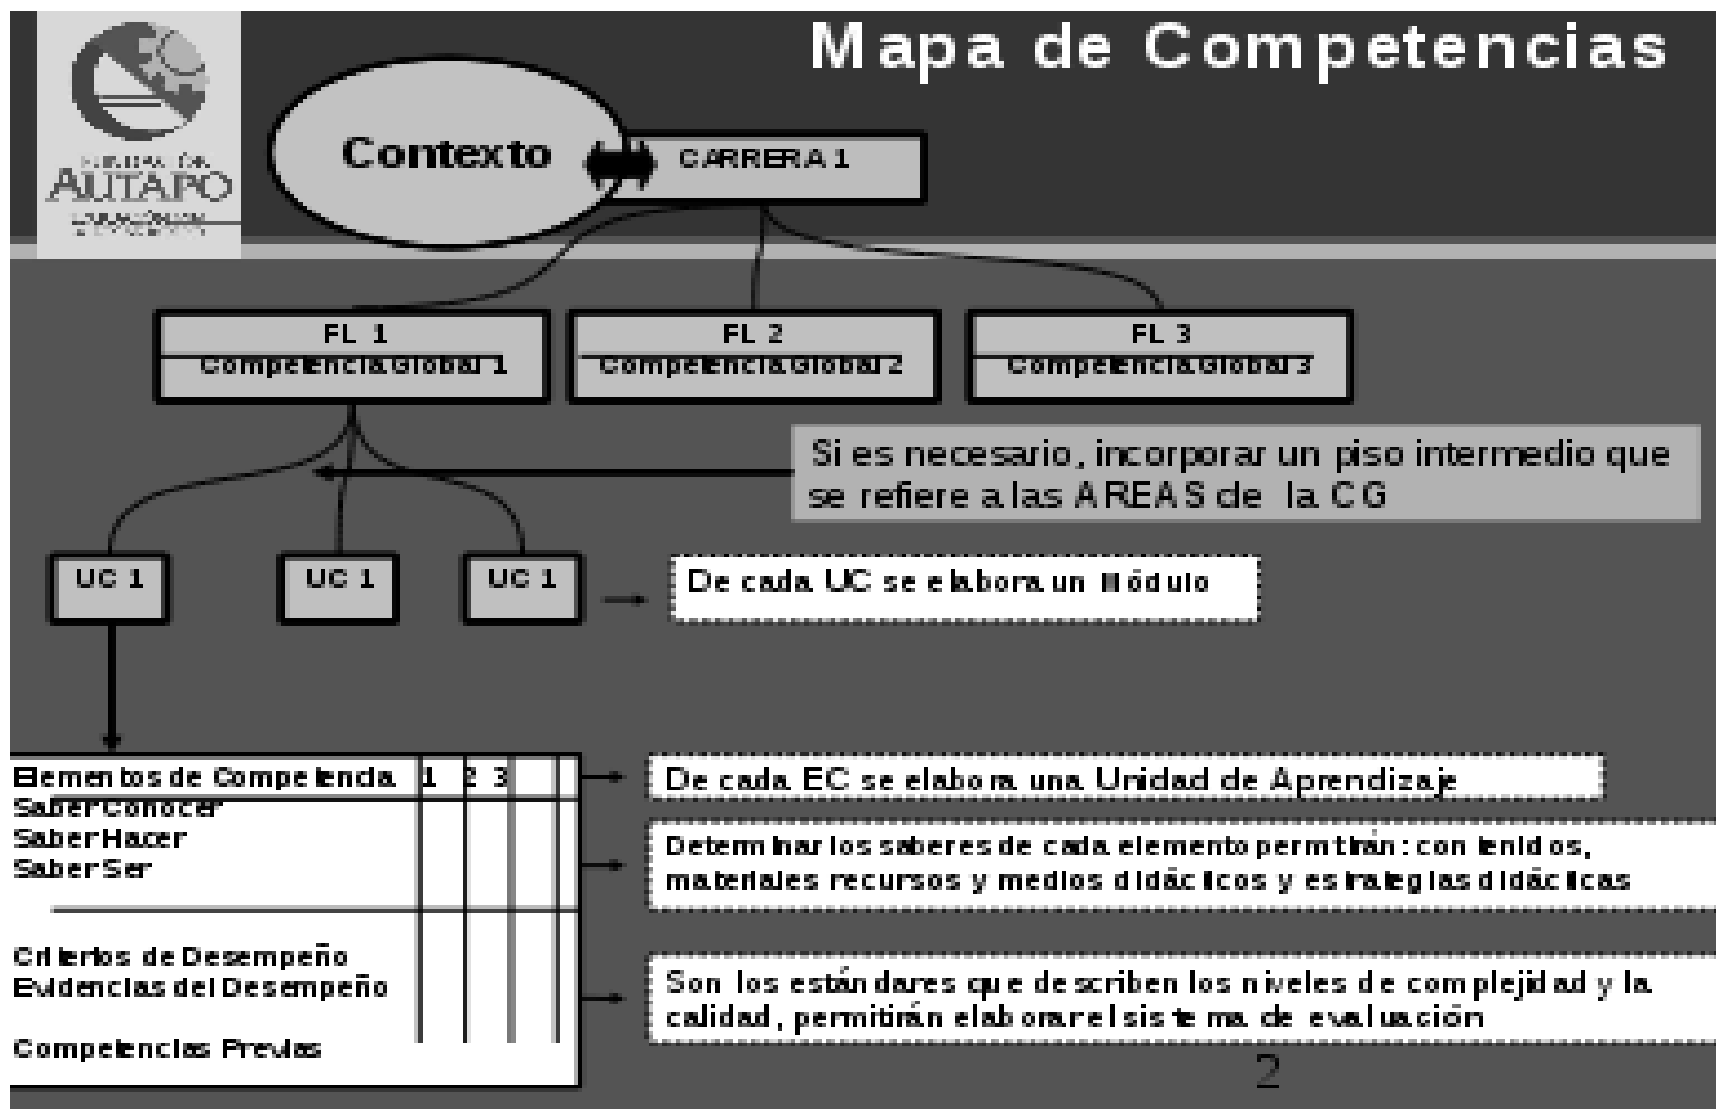 Mapa de Competencias
FUNDACIÓN
AUTAPO
Contexto
CARRERA 1
FL 1
Competencia Global 1
FL 2
Competencia Global 2
FL 3
Competencia Global 3
Si es necesario, incorporar un piso intermedio que
se refiere a las AREAS de la CG
UC 1
UC 1
UC 1
De cada UC se elabora un Módulo
Elementos de Competencia 1 2 3
Saber Conocer
Saber Hacer
Saber Ser
Criterios de Desempeño
Evidencias del Desempeño
Competencias Previas
De cada EC se elabora una Unidad de Aprendizaje
Determinar los saberes de cada elemento permitirán: contenidos,
materiales recursos y medios didácticos y estrategias didácticas
Son los estándares que describen los niveles de complejidad y la
calidad, permitirán elaborar el sistema de evaluasión
2